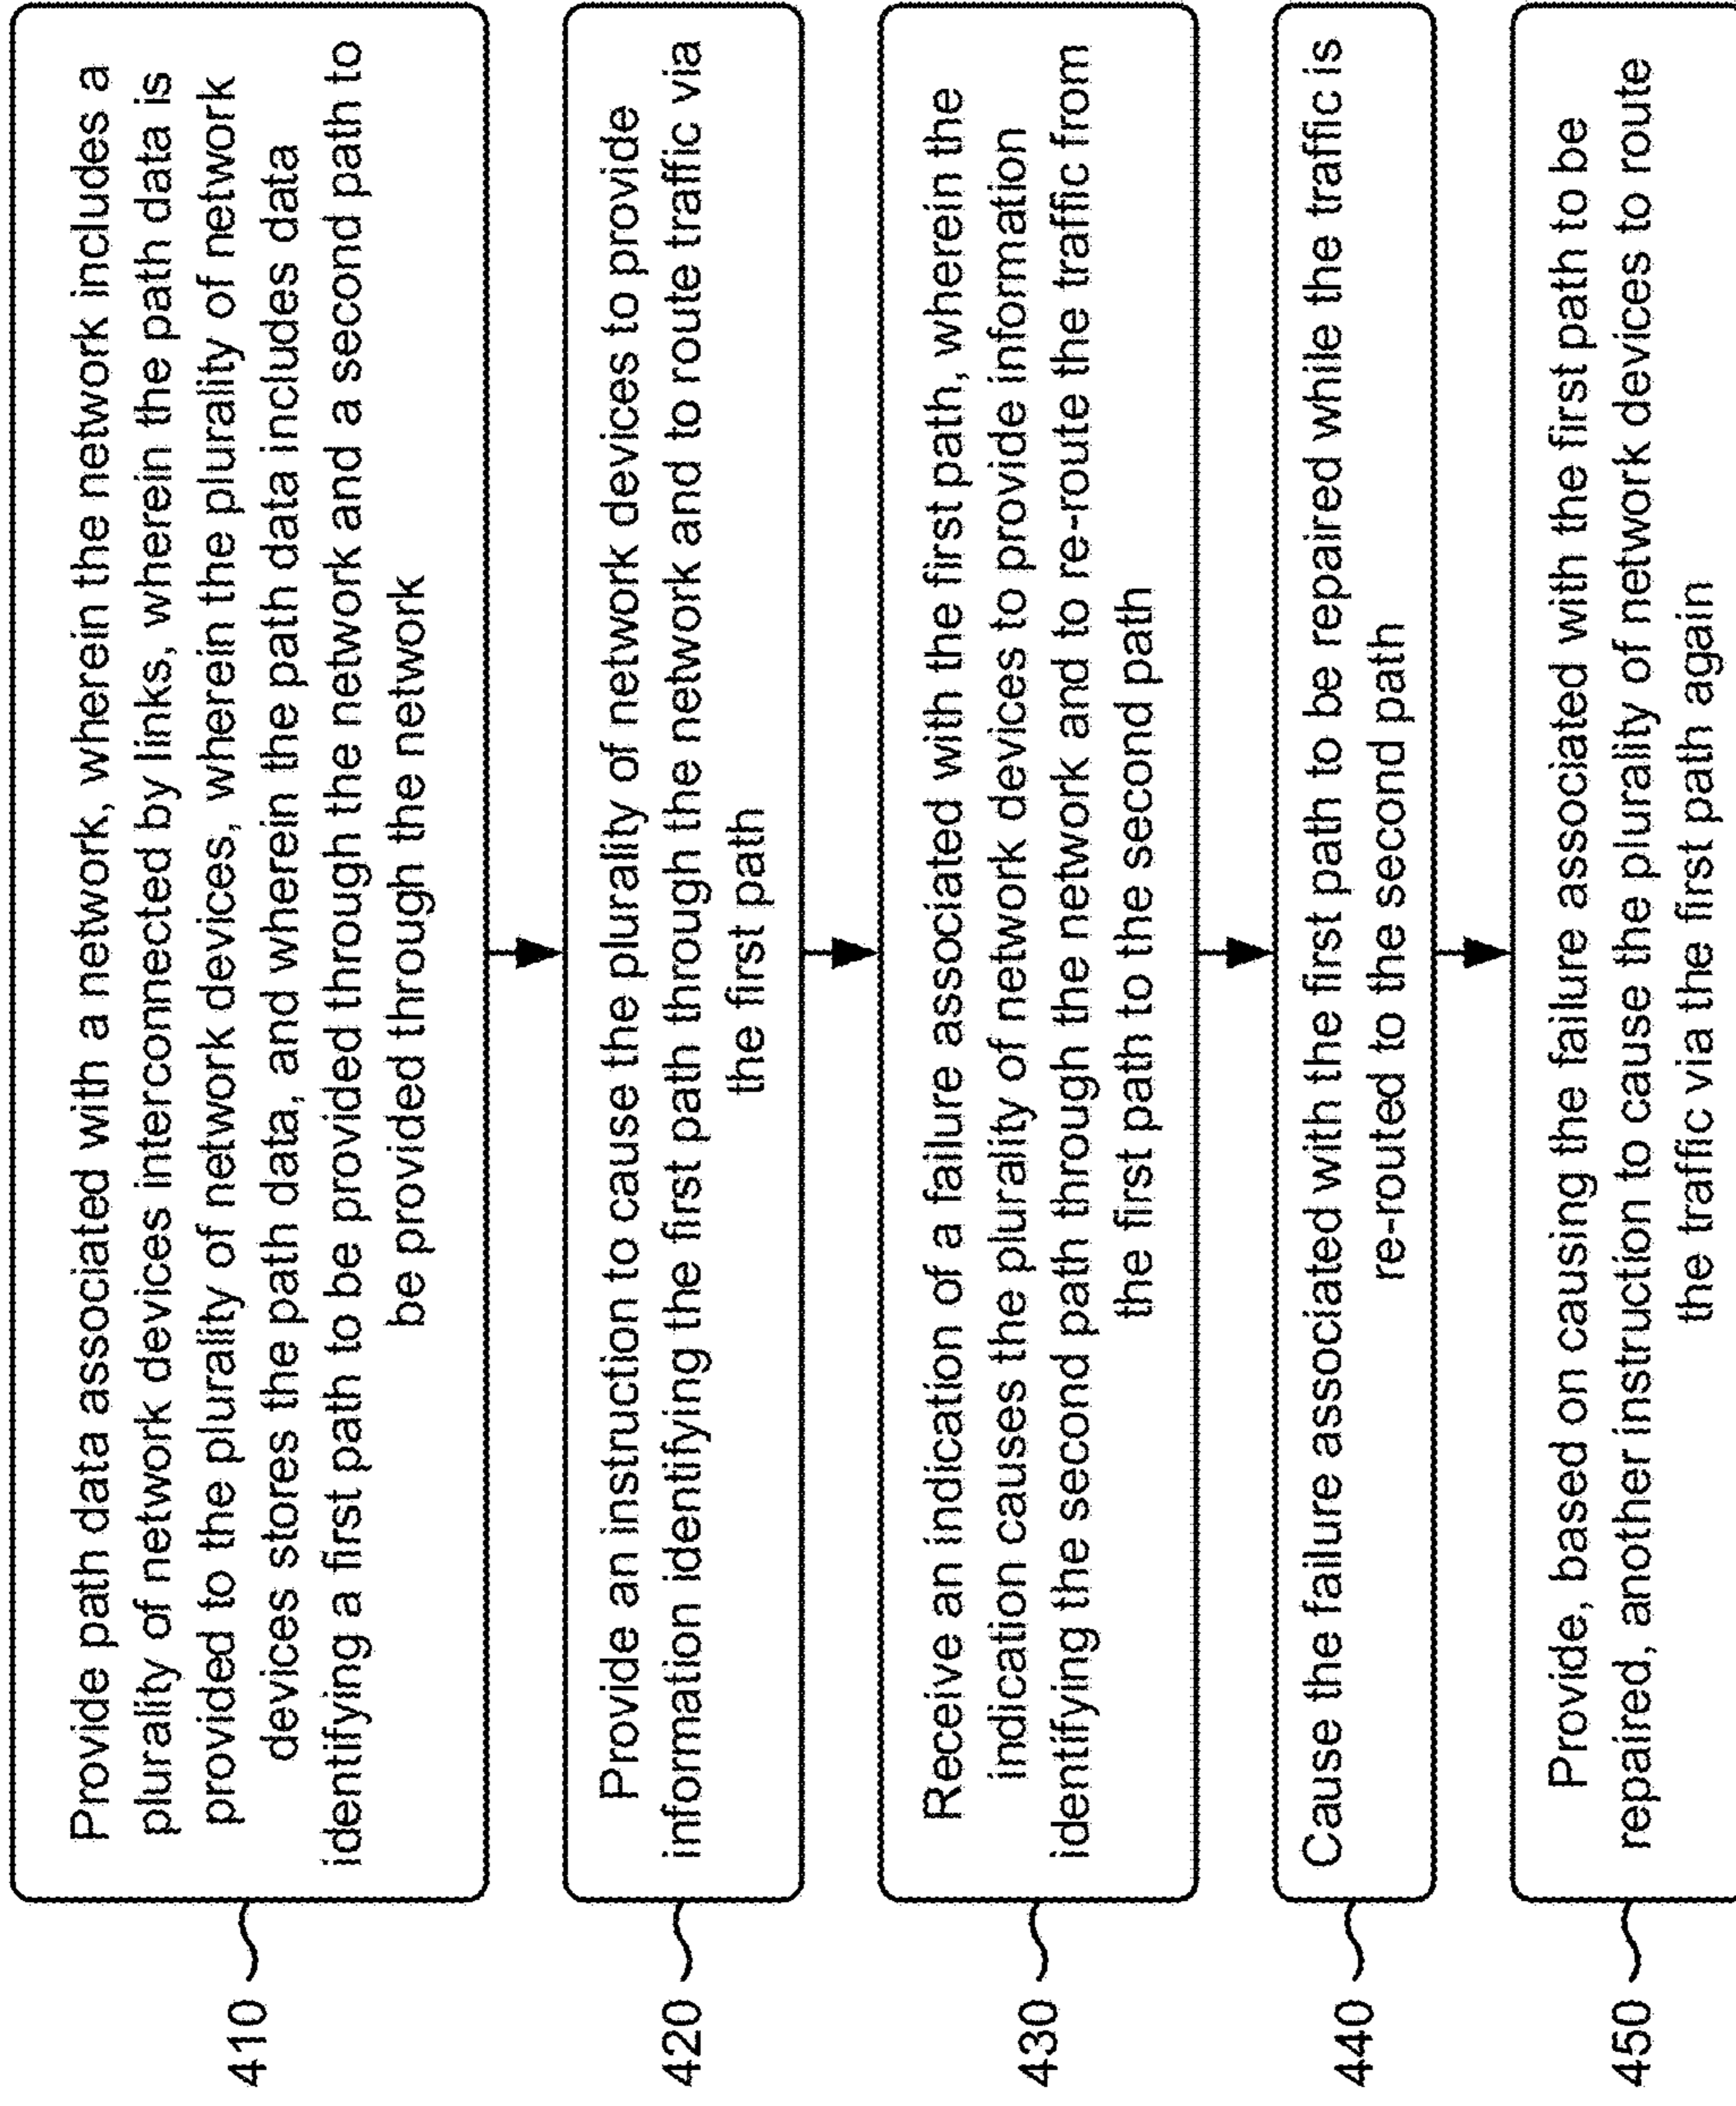 410
Provide path data associated with a network, wherein the network includes a
plurality of network devices interconnected by links, wherein the path data is
provided to the plurality of network devices, wherein the plurality of network
devices stores the path data, and wherein the path data includes data
identifying a first path to be provided through the network and a second path to
be provided through the network
420
Provide an instruction to cause the plurality of network devices to provide
information identifying the first path through the network and to route traffic via
the first path
430
Receive an indication of a failure associated with the first path, wherein the
indication causes the plurality of network devices to provide information
identifying the second path through the network and to re-route the traffic from
the first path to the second path
440
Cause the failure associated with the first path to be repaired while the traffic is
re-routed to the second path
450
Provide, based on causing the failure associated with the first path to be
repaired, another instruction to cause the plurality of network devices to route
the traffic via the first path again